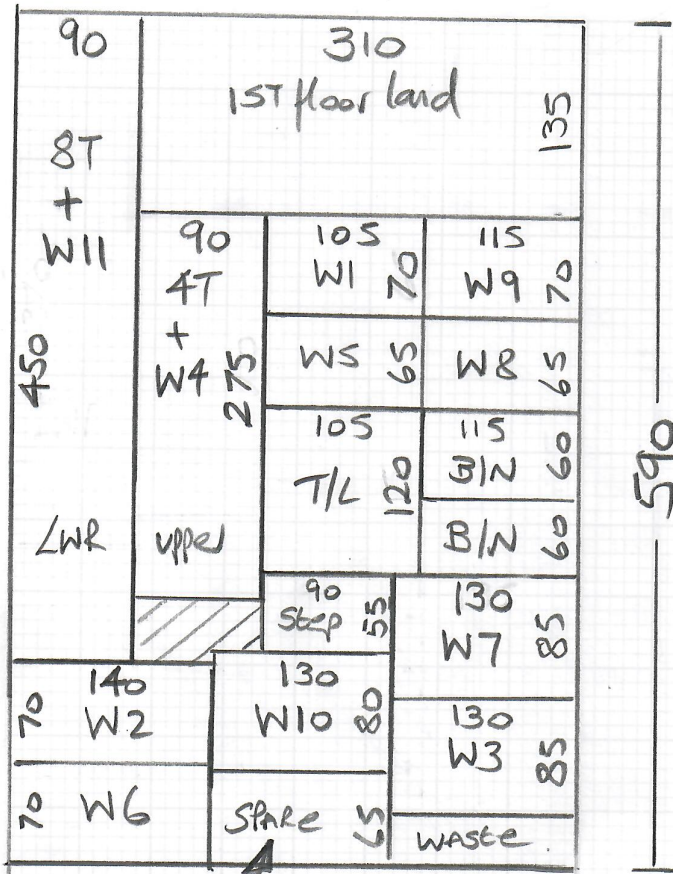 90
8T
+
W11
450
LWR
310
1ST floor land
135
90
4T
+
W4
275
upper
105
W1 70
115
W9 70
W5 65
W8 65
105
T/L 120
115
B/N 60
B/N 60
90
Step 55
130
W7 85
140
70 W2
130
W10 80
130
W3 85
70 W6
SPARE 65
WASTE
590